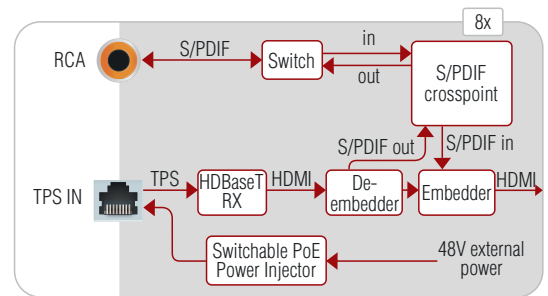 8x
RCA
S/PDIF
Switch
in
out
S/PDIF
crosspoint
S/PDIF out
S/PDIF in
TPS IN
TPS
HDBaseT
RX
HDMI
De-
embedder
Embedder
HDMI
Switchable PoE
Power Injector
48V external
power